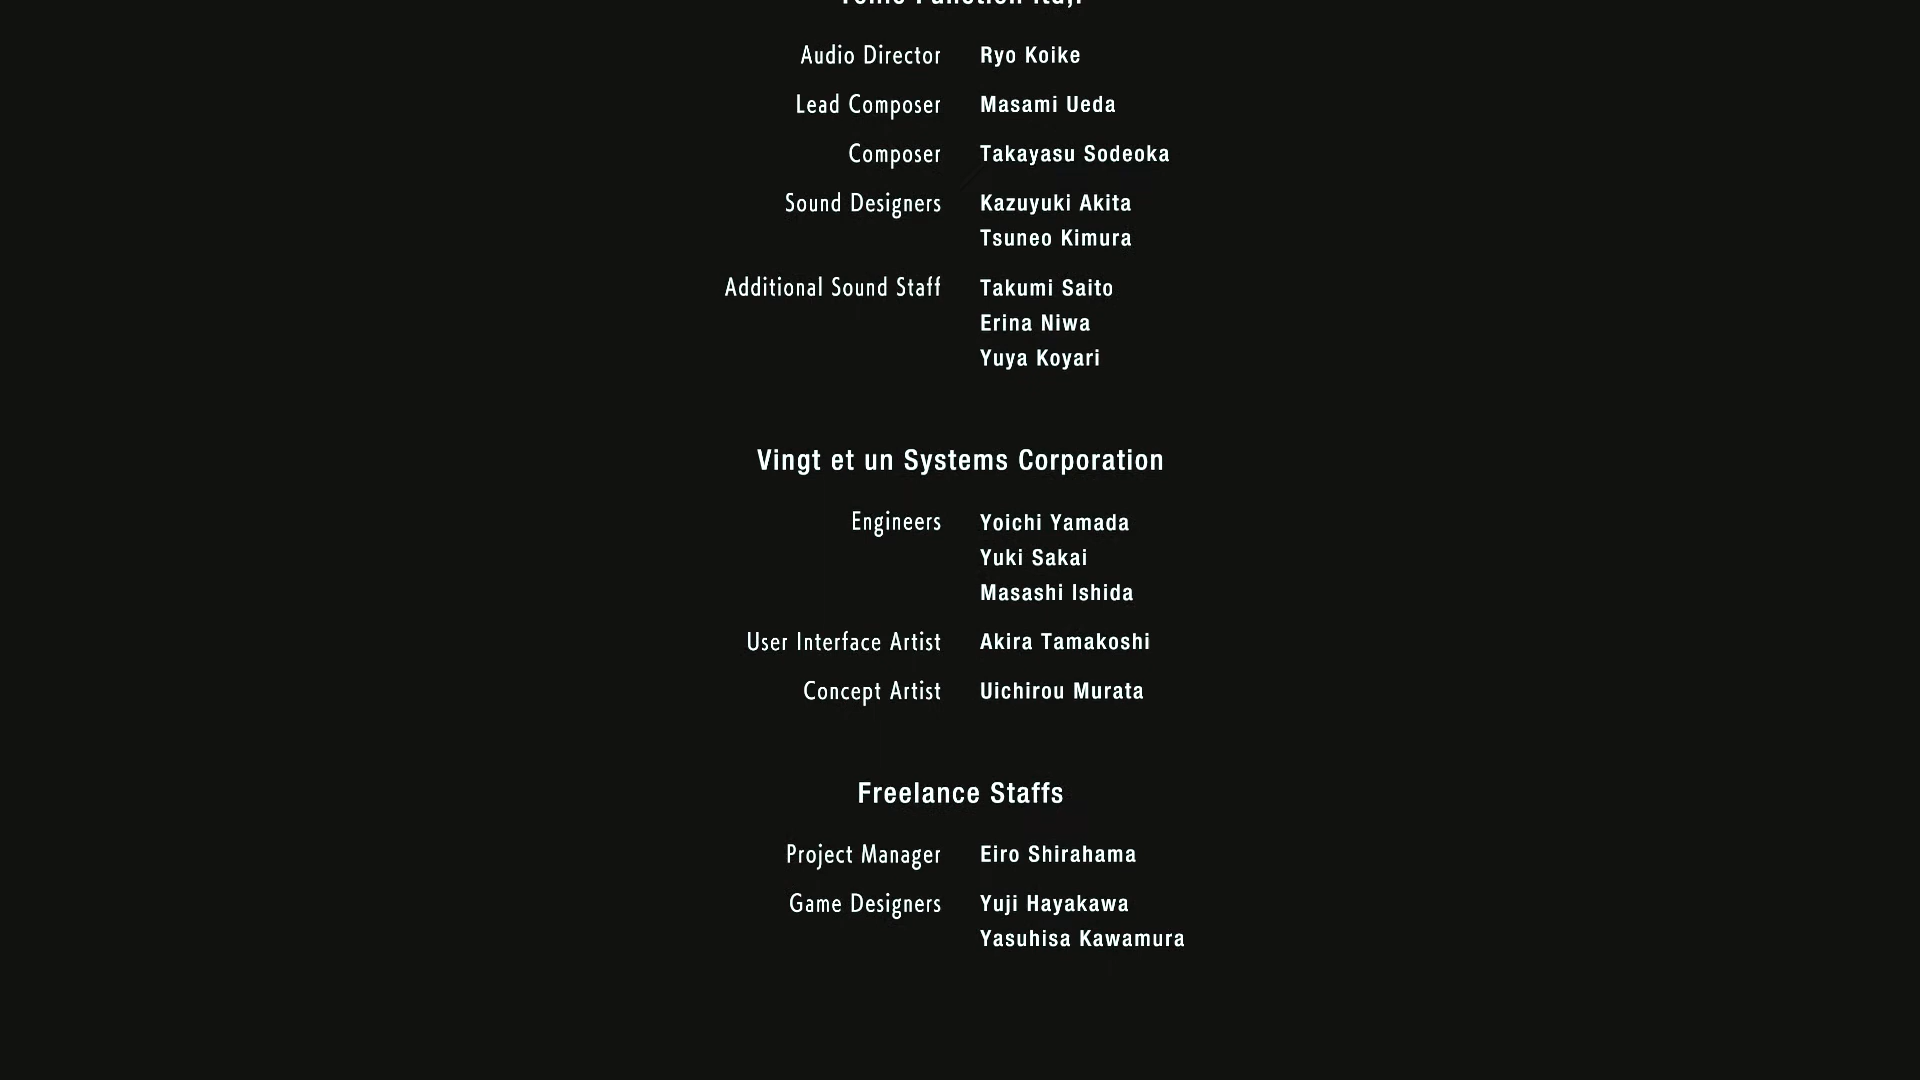 Audio Director Ryo Koike
Lead Composer Masami Ueda
Composer Takayasu Sodeoka
Sound Designers Kazuyuki Akita
Tsuneo Kimura
Additional Sound Staff Takumi Saito
Erina Niwa
Yuya Koyari
Vingt et un Systems Corporation
Engineers Yoichi Yamada
Yuki Sakai
Masashi Ishida
User Interface Artist Akira Tamakoshi
Concept Artist Uichirou Murata
Freelance Staffs
Project Manager Eiro Shirahama
Game Designers Yuji Hayakawa
Yasuhisa Kawamura